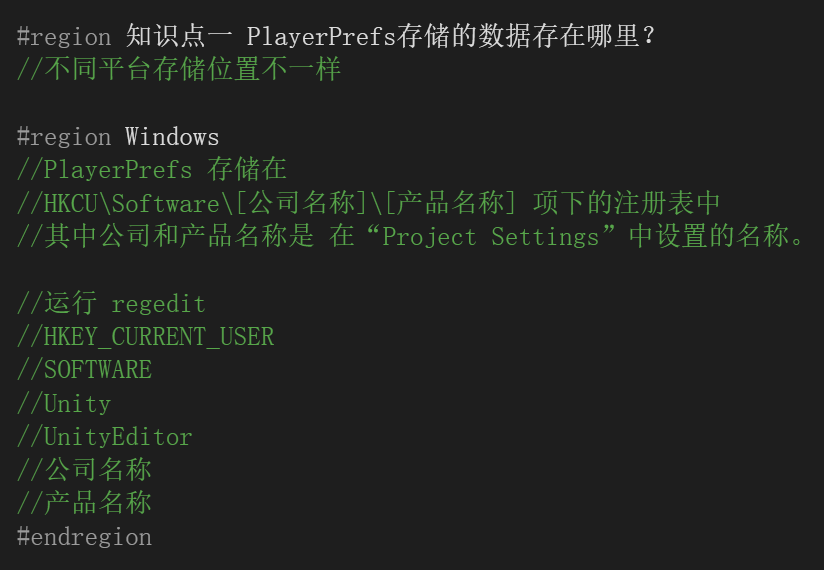 #region 知识点一 PlayerPrefs存储的数据存在哪里?
//不同平台存储位置不一样
#region Windows
//PlayerPrefs 存储在
//HKCU\Software\[公司名称]\[产品名称] 项下的注册表中
//其中公司和产品名称是 在“Project Settings”中设置的名称。
//运行 regedit
//HKEY_CURRENT_USER
//SOFTWARE
//Unity
//UnityEditor
//公司名称
//产品名称
#endregion